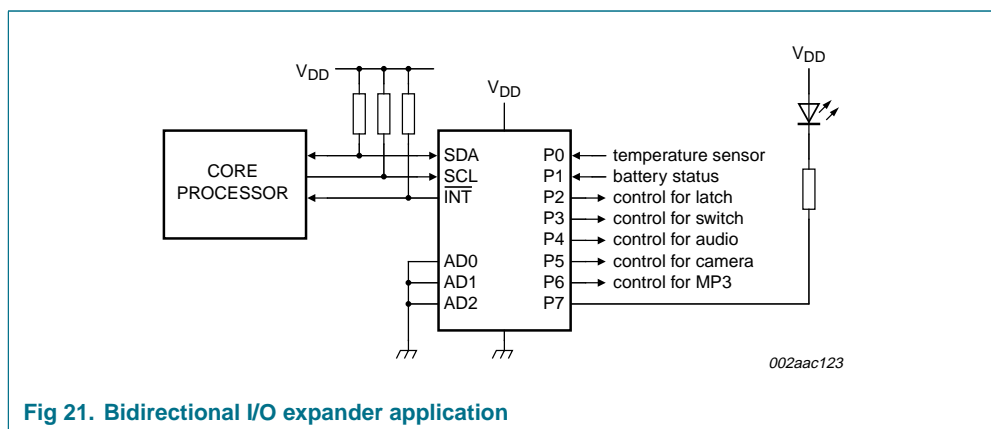 VDD
VDD
VDD
CORE
PROCESSOR
SDA
SCL
INT
AD0
AD1
AD2
P0
P1
P2
P3
P4
P5
P6
P7
temperature sensor
battery status
control for latch
control for switch
control for audio
control for camera
control for MP3
002aac123
Fig 21. Bidirectional I/O expander application